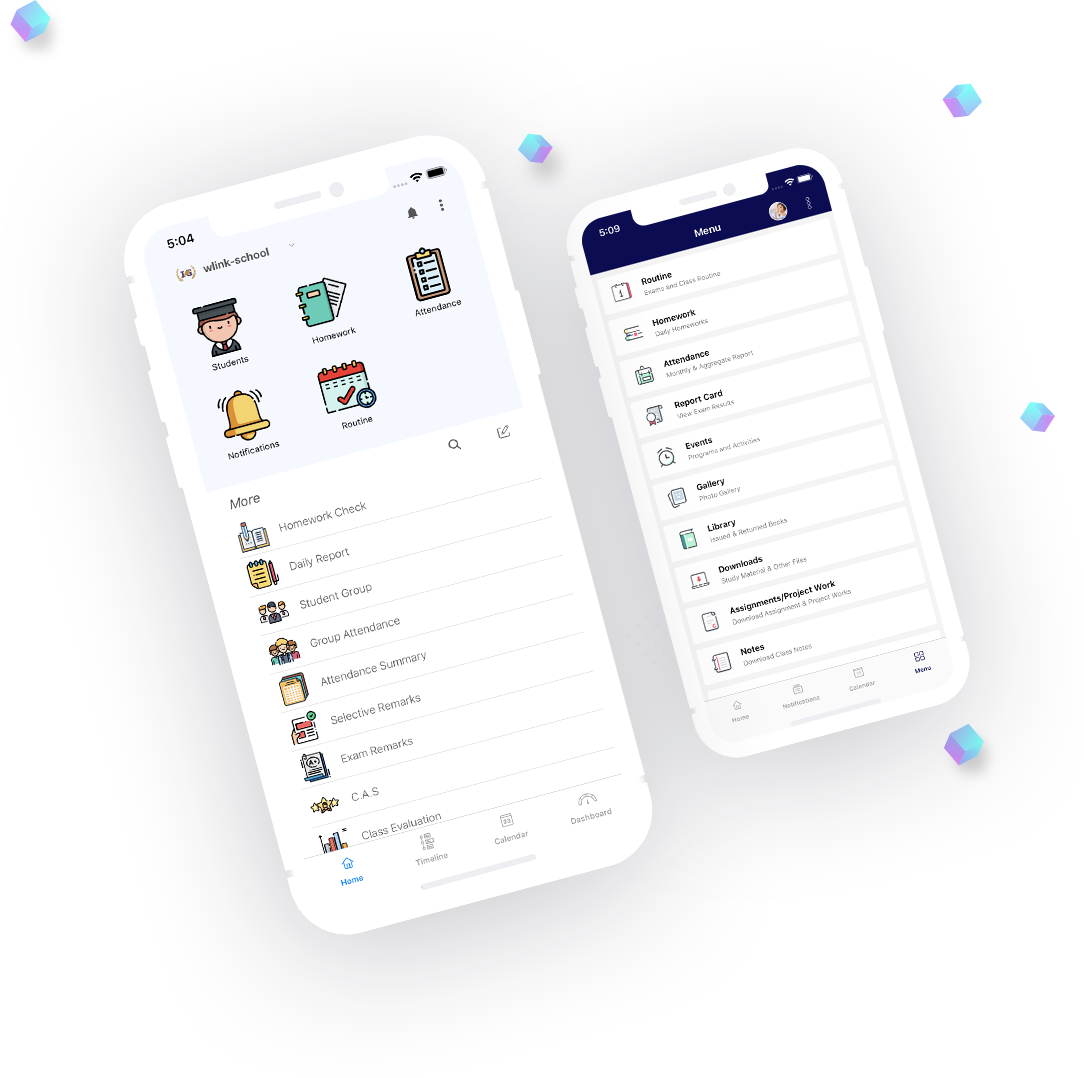 5:04
wlink-school
Students
Homework
Attendance
Notifications
Routine
More
Homework Check
Daily Report
Student Group
Group Attendance
Attendance Summary
Selective Remarks
Exam Remarks
C.A.S
Class Evaluation
Home
Timeline
Calendar
Dashboard
5:09
Menu
Routine
Exams and Class Routine
Homework
Daily Homeworks
Attendance
Monthly & Aggregate Report
Report Card
View Exam Results
Events
Programs and Activities
Gallery
Photo Gallery
Library
Issued & Returned Books
Downloads
Study Material & Other Files
Assignments/Project Work
Download Assignment & Project Works
Notes
Download Class Notes
Home
Notifications
Calendar
Menu